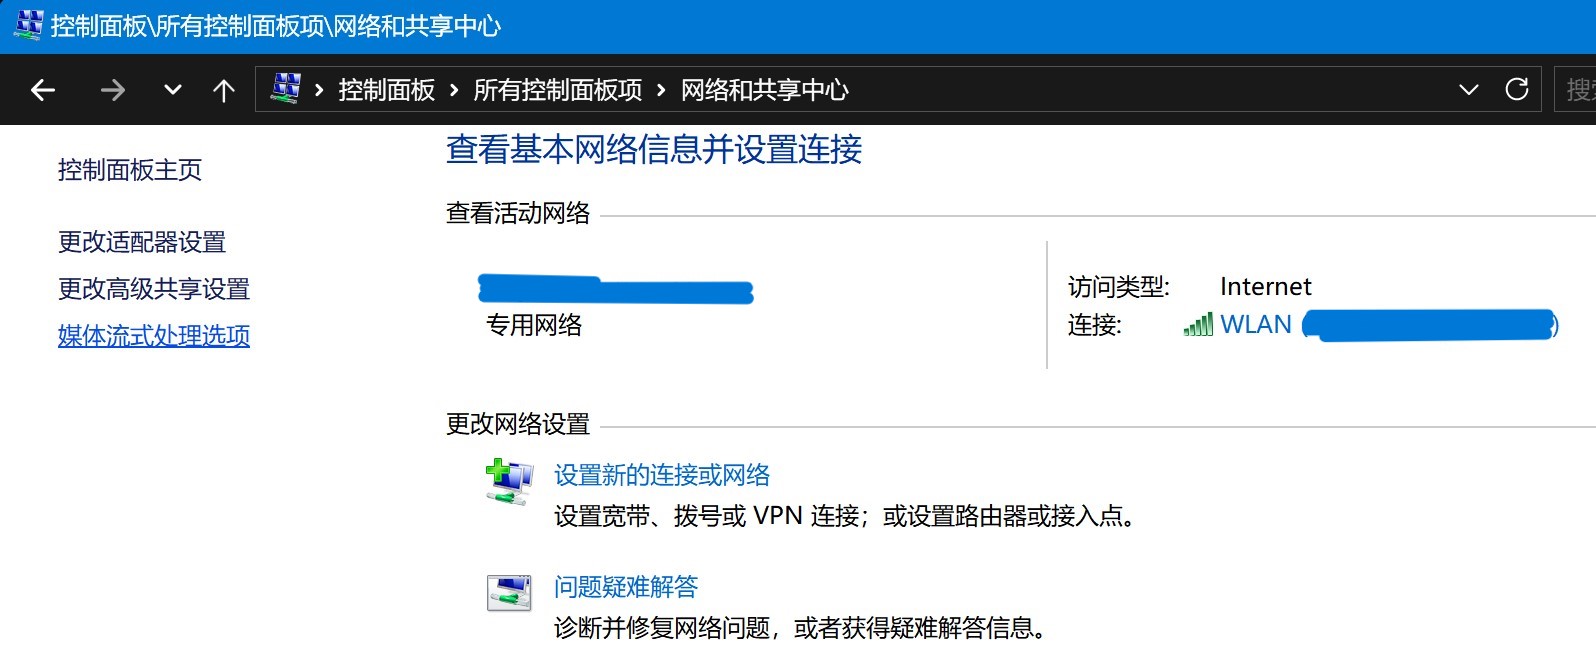 控制面板\所有控制面板项\网络和共享中心
控制面板 › 所有控制面板项 › 网络和共享中心
查看基本网络信息并设置连接
控制面板主页
更改适配器设置
更改高级共享设置
媒体流式处理选项
查看活动网络
专用网络
访问类型: Internet
连接: WLAN ( )
更改网络设置
设置新的连接或网络
设置宽带、拨号或 VPN 连接；或设置路由器或接入点。
问题疑难解答
诊断并修复网络问题，或者获得疑难解答信息。